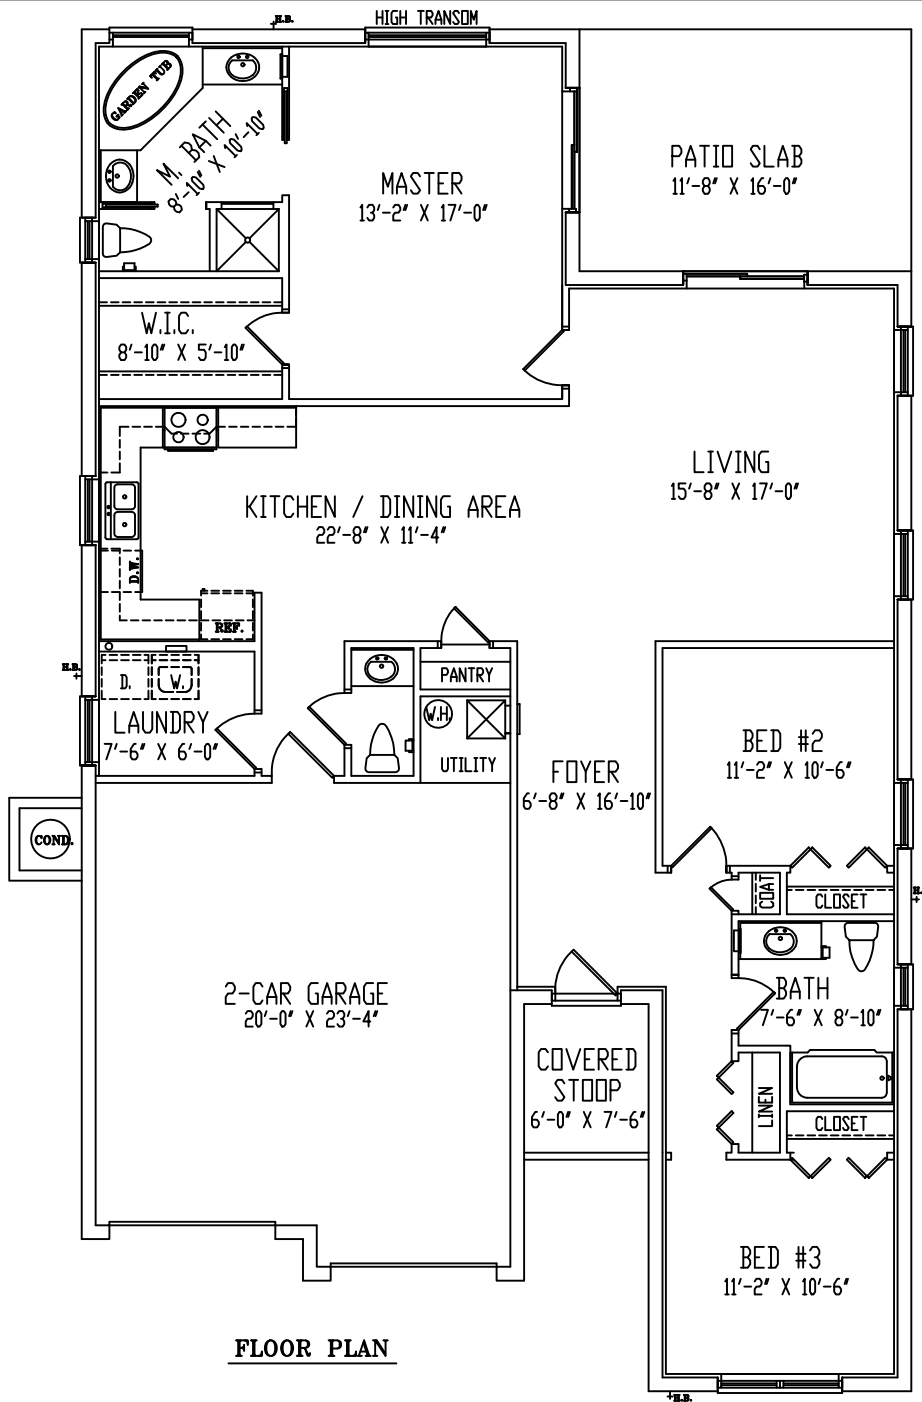 H.B.
HIGH TRANSOM
GARDEN TUB
M. BATH
8'-10" X 10'-10"
MASTER
13'-2" X 17'-0"
PATIO SLAB
11'-8" X 16'-0"
W.I.C.
8'-10" X 5'-10"
LIVING
15'-8" X 17'-0"
KITCHEN / DINING AREA
22'-8" X 11'-4"
D.W.
REF.
H.B.
D.
W.
LAUNDRY
7'-6" X 6'-0"
PANTRY
W.H.
UTILITY
FOYER
6'-8" X 16'-10"
BED #2
11'-2" X 10'-6"
COND.
COAT
CLOSET
H.
BATH
7'-6" X 8'-10"
2-CAR GARAGE
20'-0" X 23'-4"
COVERED
STOOP
6'-0" X 7'-6"
LINEN
CLOSET
BED #3
11'-2" X 10'-6"
FLOOR PLAN
H.B.